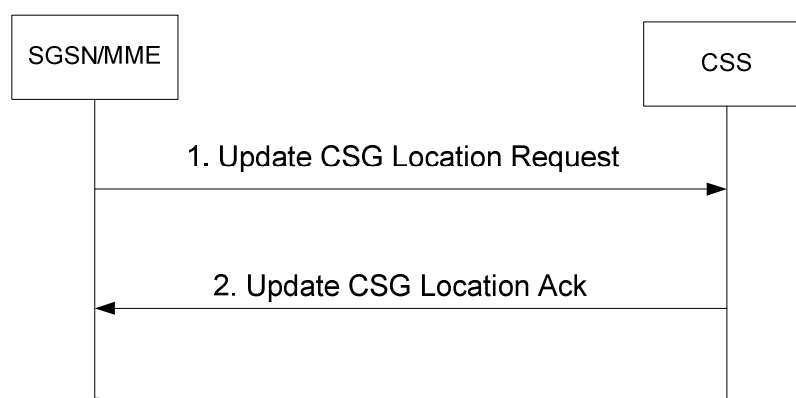 SGSN/MME
CSS
1. Update CSG Location Request
2. Update CSG Location Ack